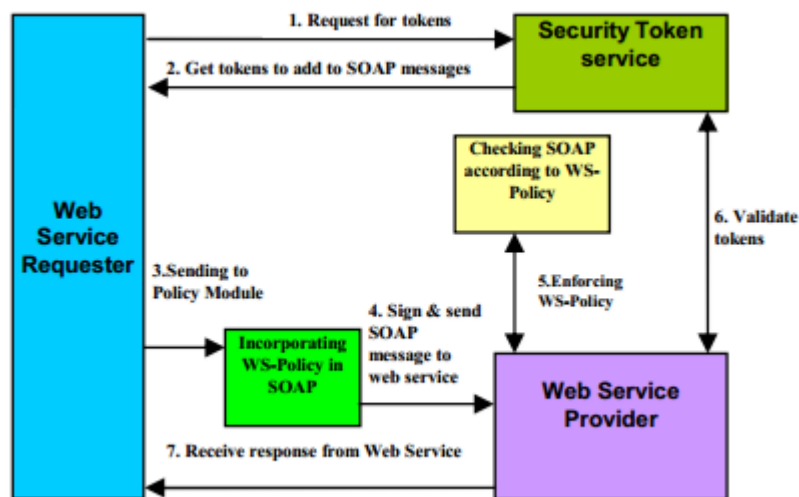 1. Request for tokens
Security Token
service
2. Get tokens to add to SOAP messages
Checking SOAP
according to WS-
Policy
Web
Service
Requester
6. Validate
tokens
3.Sending to
Policy Module
5.Enforcing
WS-Policy
4. Sign & send
SOAP
message to
web service
Incorporating
WS-Policy in
SOAP
Web Service
Provider
7. Receive response from Web Service